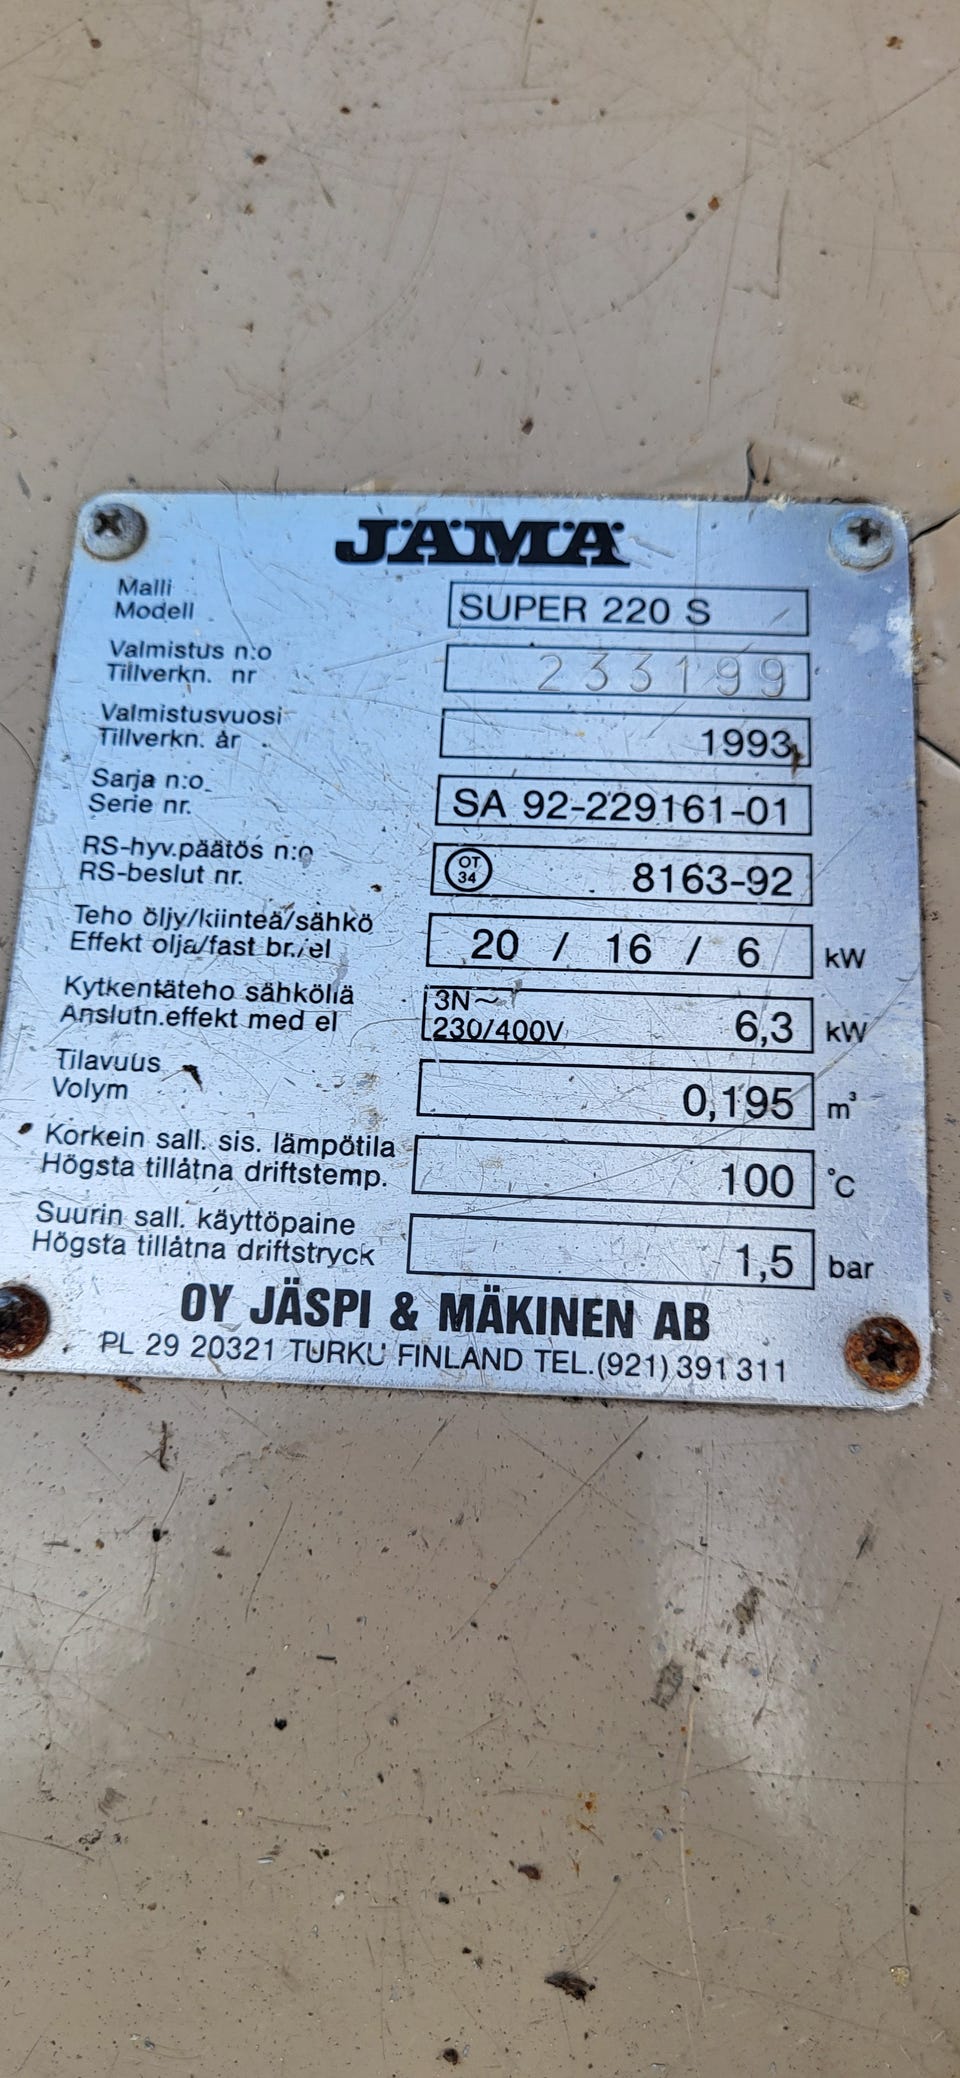 JÄMÄ
Malli
Modell
SUPER 220 S
Valmistus n:o
Tillverkn. nr
233199
Valmistusvuosi
Tillverkn. år
1993
Sarja n:o
Serie nr.
SA 92-229161-01
RS-hyv.päätös n:o
RS-beslut nr.
OT
34
8163-92
Teho öljy/kiinteä/sähkö
Effekt olja/fast br./el
20 / 16 / 6 kW
Kytkentäteho sähköllä
Anslutn.effekt med el
3N~
230/400V
6,3 kW
Tilavuus
Volym
0,195 m³
Korkein sall. sis. lämpötila
Högsta tillåtna driftstemp.
100 °C
Suurin sall. käyttöpaine
Högsta tillåtna driftstryck
1,5 bar
OY JÄSPI & MÄKINEN AB
PL 29 20321 TURKU FINLAND TEL.(921) 391 311